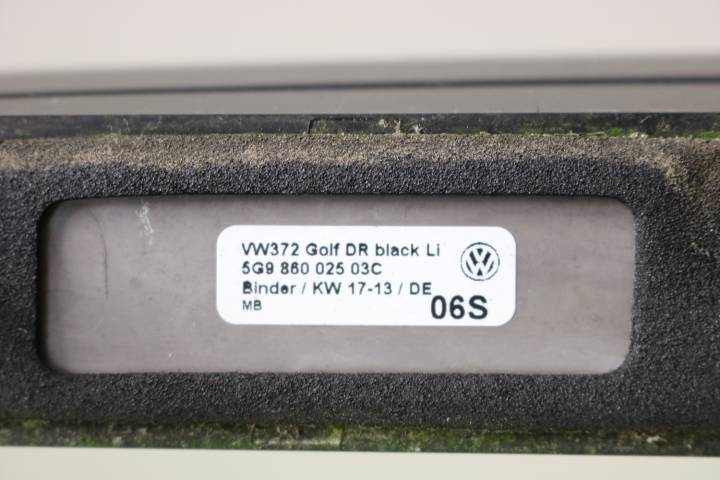 VW372 Golf DR black Li
5G9 860 025 03C
Binder / KW 17-13 / DE
MB
06S